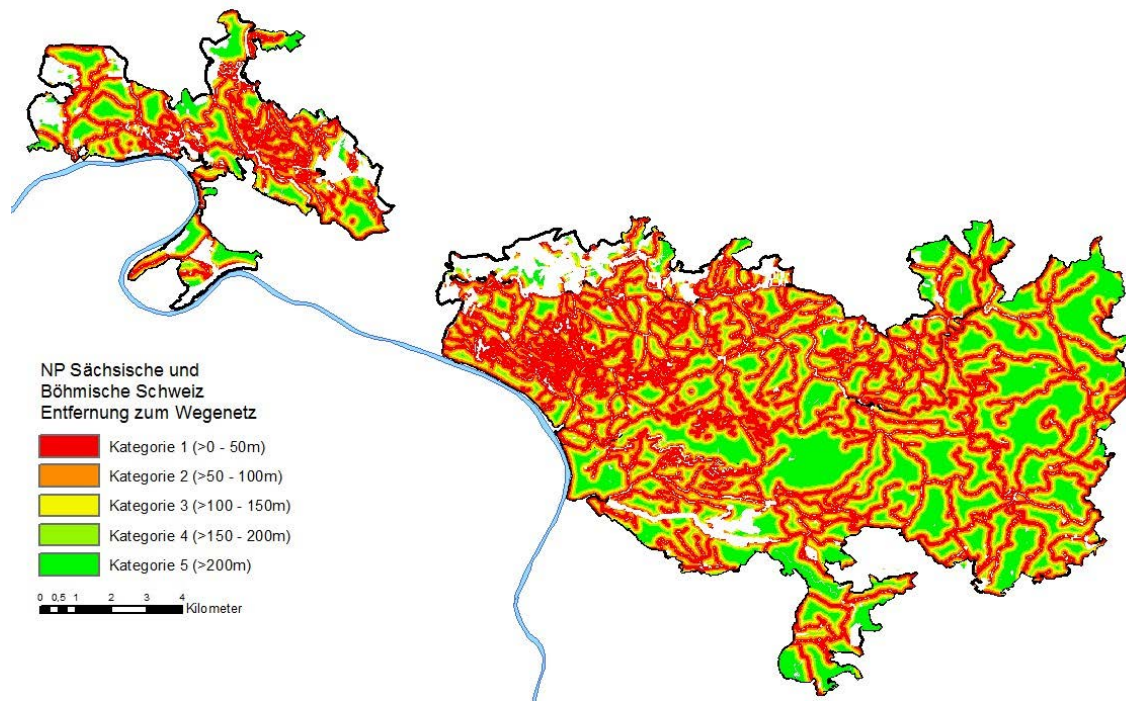 NP Sächsische und
Böhmische Schweiz
Entfernung zum Wegenetz
Kategorie 1 (>0 - 50m)
Kategorie 2 (>50 - 100m)
Kategorie 3 (>100 - 150m)
Kategorie 4 (>150 - 200m)
Kategorie 5 (>200m)
0 0,5 1 2 3 4
Kilometer